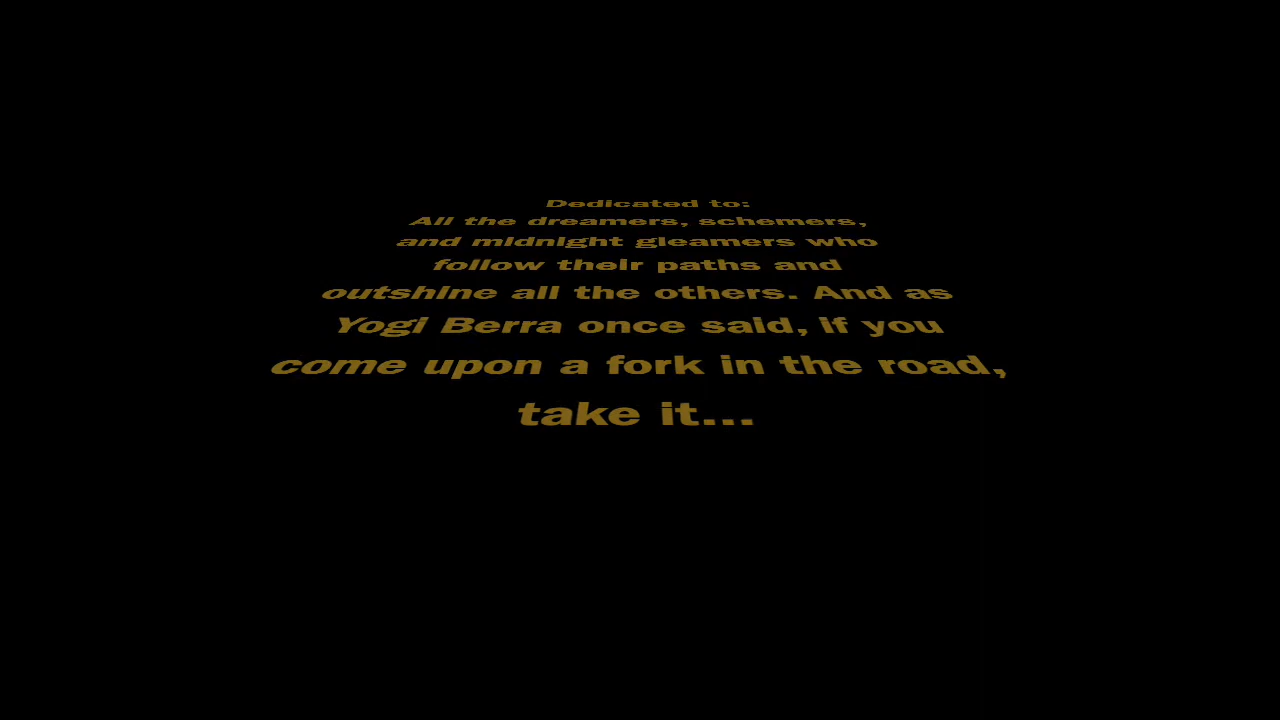 Dedicated to:
All the dreamers, schemers,
and midnight gleamers who
follow their paths and
outshine all the others. And as
Yogi Berra once said, if you
come upon a fork in the road,
take it...